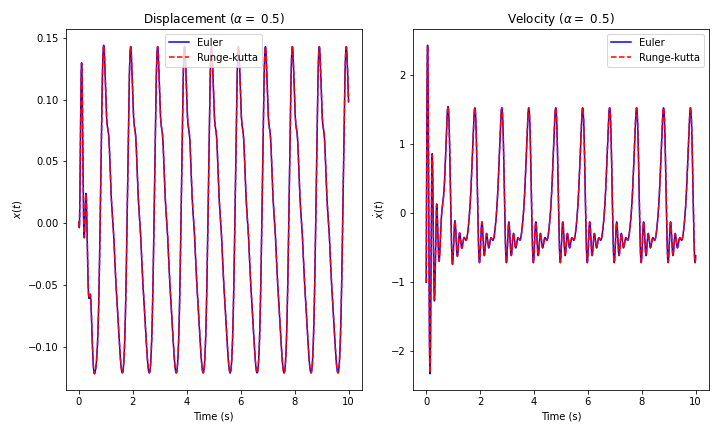 Displacement (α = 0.5)
Euler
Runge-kutta
x(t)
0.15
0.10
0.05
0.00
−0.05
−0.10
0 2 4 6 8 10
Time (s)
Velocity (α = 0.5)
Euler
Runge-kutta
ẋ(t)
2
1
0
−1
−2
0 2 4 6 8 10
Time (s)